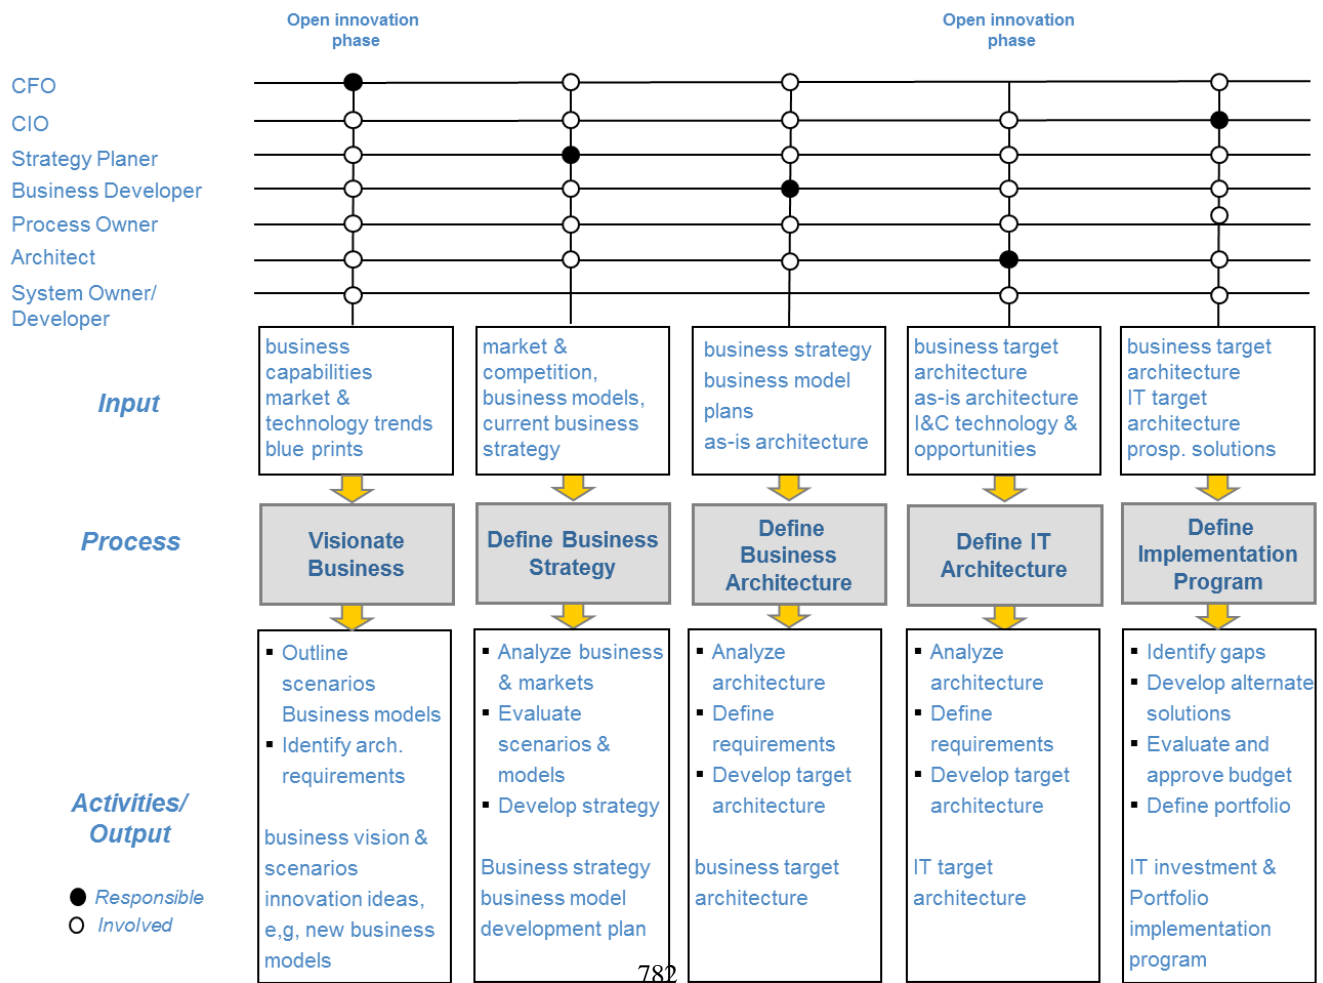 Open innovation
phase
Open innovation
phase
CFO
CIO
Strategy Planer
Business Developer
Process Owner
Architect
System Owner/
Developer
Input
business
capabilities
market &
technology trends
blue prints
market &
competition,
business models,
current business
strategy
business strategy
business model
plans
as-is architecture
business target
architecture
as-is architecture
I&C technology &
opportunities
business target
architecture
IT target
architecture
prosp. solutions
Process
Visionate
Business
Define Business
Strategy
Define
Business
Architecture
Define IT
Architecture
Define
Implementation
Program
Activities/
Output
▪ Outline
scenarios
Business models
▪ Identify arch.
requirements
business vision &
scenarios
innovation ideas,
e,g, new business
models
▪ Analyze business
& markets
▪ Evaluate
scenarios &
models
▪ Develop strategy
Business strategy
business model
development plan
▪ Analyze
architecture
▪ Define
requirements
▪ Develop target
architecture
business target
architecture
▪ Analyze
architecture
▪ Define
requirements
▪ Develop target
architecture
IT target
architecture
▪ Identify gaps
▪ Develop alternate
solutions
▪ Evaluate and
approve budget
▪ Define portfolio
IT investment &
Portfolio
implementation
program
Responsible
Involved
782